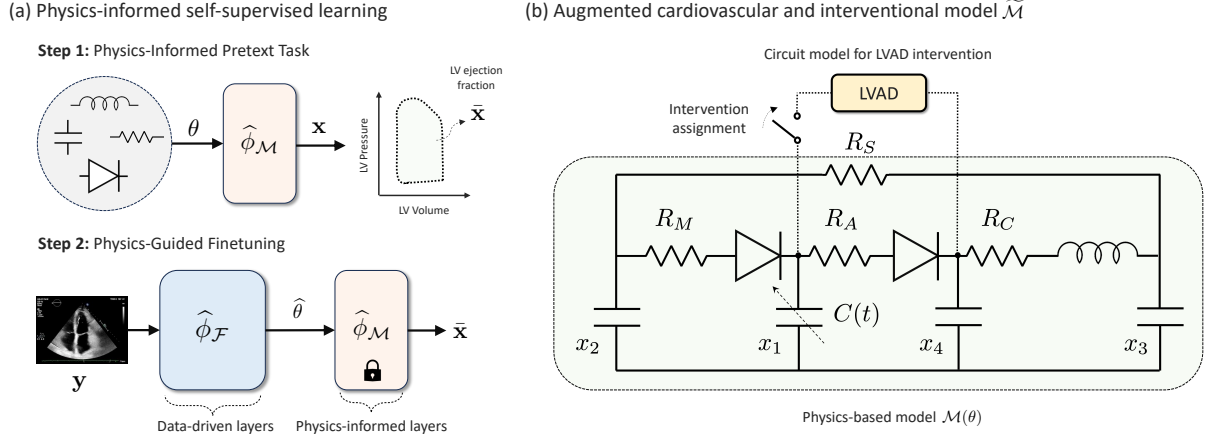 (a) Physics-informed self-supervised learning
Step 1: Physics-Informed Pretext Task
θ
ϕ̂_ℳ
x
LV Pressure
LV Volume
LV ejection
fraction
x̄
Step 2: Physics-Guided Finetuning
y
ϕ̂_ℱ
θ̂
ϕ̂_ℳ
x̄
Data-driven layers
Physics-informed layers
(b) Augmented cardiovascular and interventional model ℳ̃
Circuit model for LVAD intervention
LVAD
Intervention
assignment
R_S
R_M
R_A
R_C
C(t)
x_2
x_1
x_4
x_3
Physics-based model ℳ(θ)